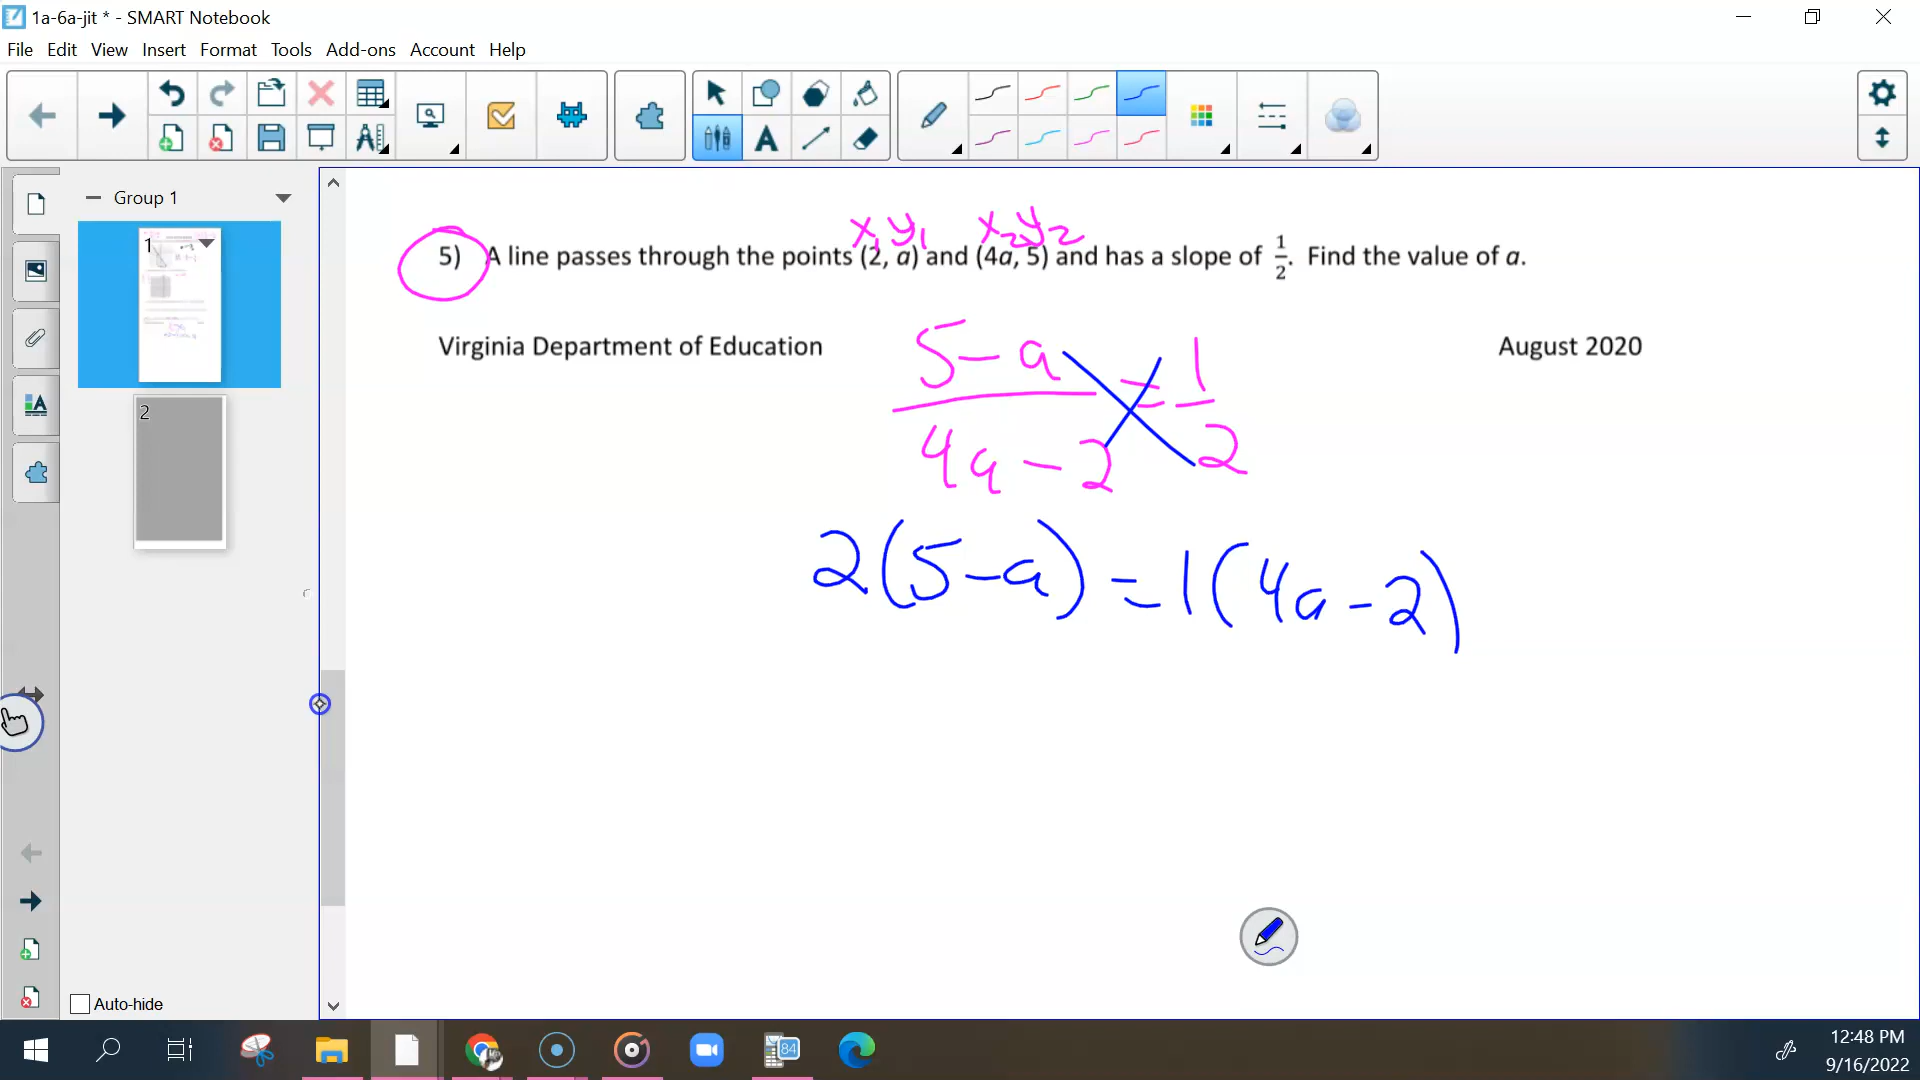 1a-6a-jit * - SMART Notebook
File Edit View Insert Format Tools Add-ons Account Help
Group 1
1
2
x₁ y₁ x₂ y₂
5) A line passes through the points (2, a) and (4a, 5) and has a slope of 1/2. Find the value of a.
Virginia Department of Education August 2020
5-a/4a-2 = 1/2
2(5-a) = 1(4a-2)
Auto-hide
84
12:48 PM
9/16/2022